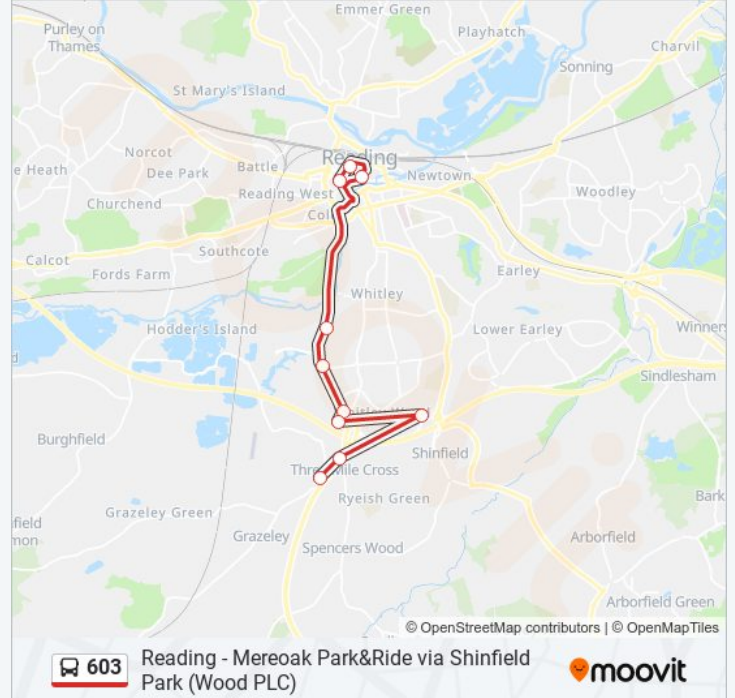 Emmer Green
Purley on
Thames
Playhatch
Charvil
Sonning
St Mary's Island
Norcot
Battle
Reading
e Heath
Dee Park
Newtown
Reading West
Woodley
Churchend
Col
Southcote
Calcot
Fords Farm
Earley
Whitley
Hodder's Island
Lower Earley
Winner
d
Sindlesham
Burghfield
Shinfield
Three Mile Cross
Ryeish Green
Bark
Grazeley Green
field
mon
Grazeley
Arborfield
Spencers Wood
Arborfield Green
© OpenStreetMap contributors | © OpenMapTiles
603
Reading - Mereoak Park&Ride via Shinfield
Park (Wood PLC)
moovit